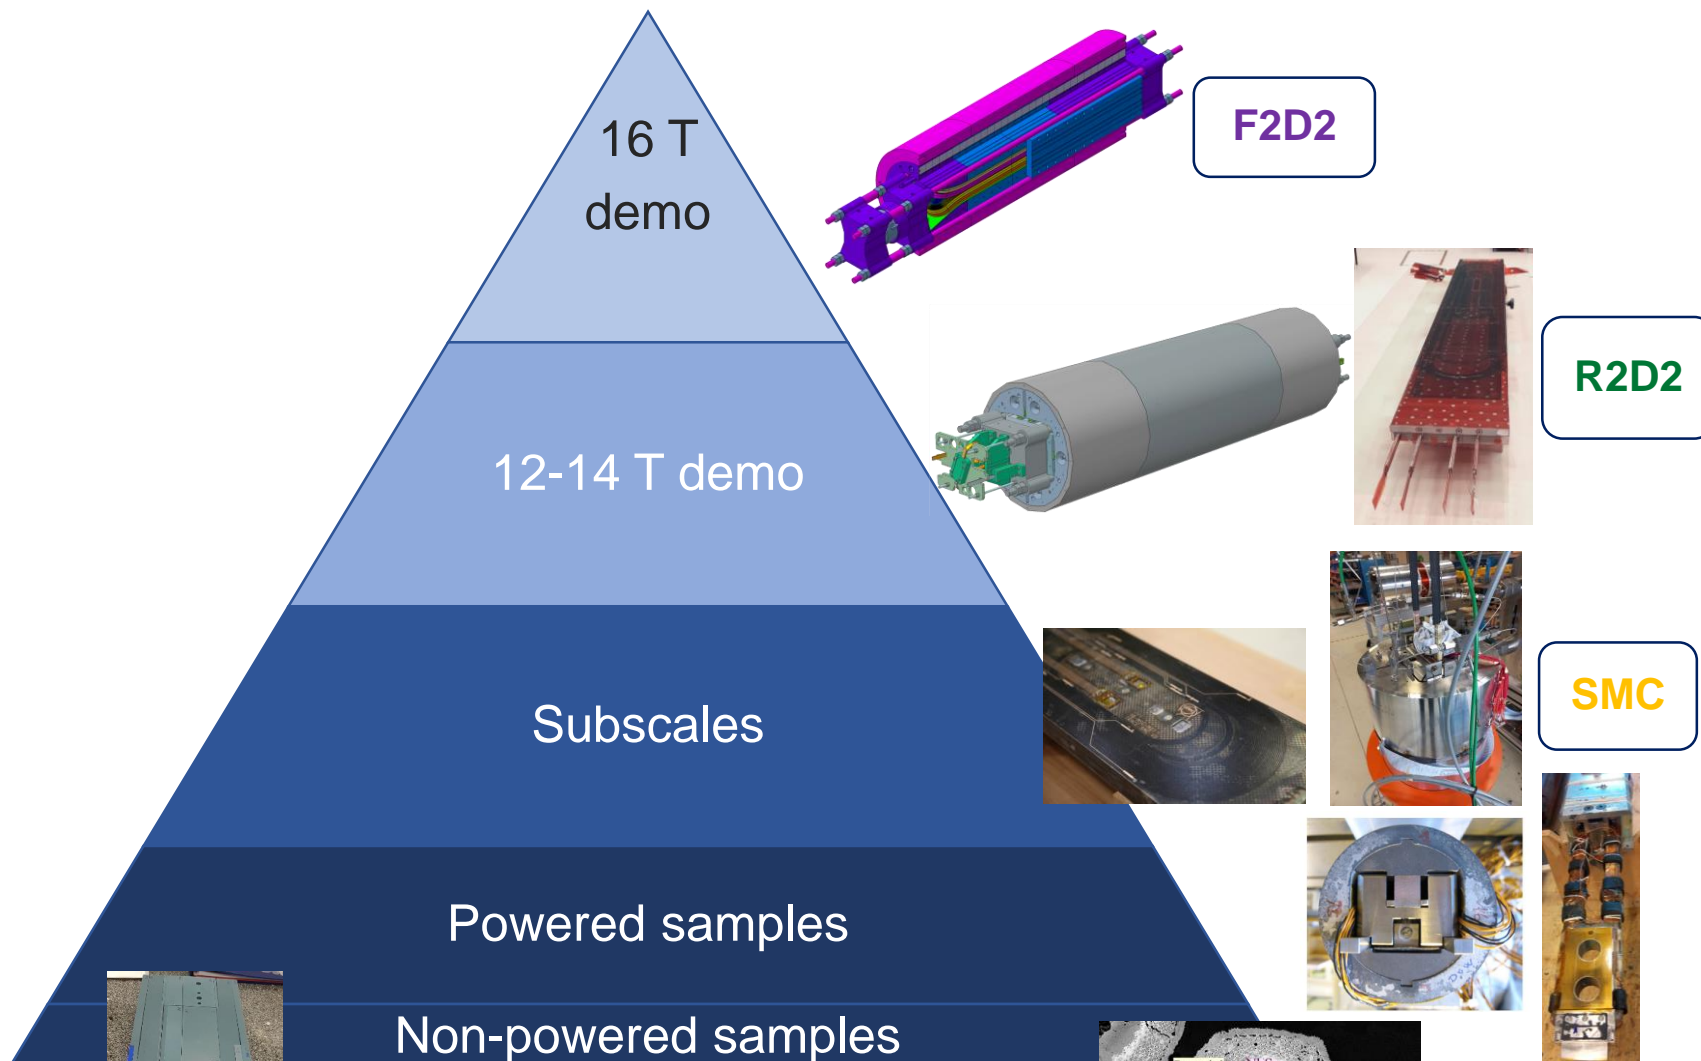 16 T
demo
F2D2
12-14 T demo
R2D2
Subscales
SMC
Powered samples
Non-powered samples